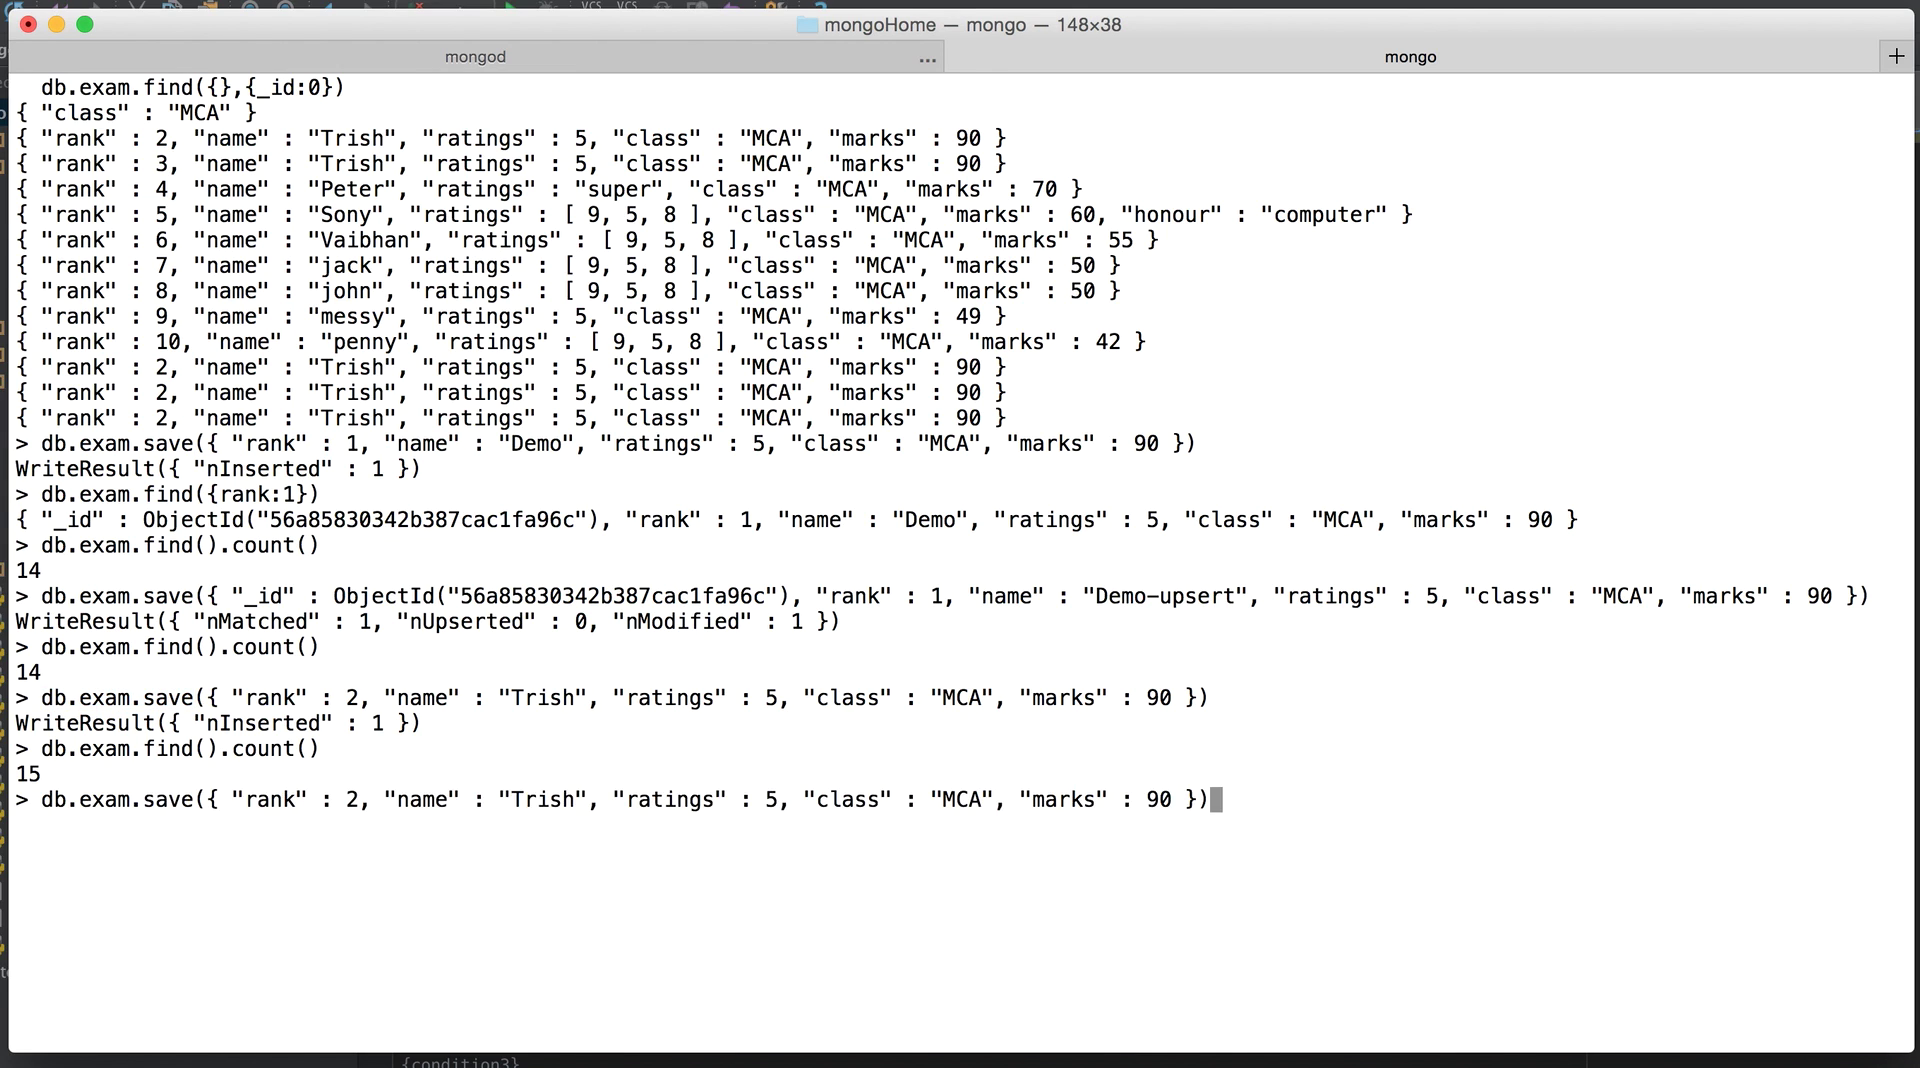 VCS VCS
mongoHome — mongo — 148×38
mongod ... mongo +
db.exam.find({},{_id:0})
{ "class" : "MCA" }
{ "rank" : 2, "name" : "Trish", "ratings" : 5, "class" : "MCA", "marks" : 90 }
{ "rank" : 3, "name" : "Trish", "ratings" : 5, "class" : "MCA", "marks" : 90 }
{ "rank" : 4, "name" : "Peter", "ratings" : "super", "class" : "MCA", "marks" : 70 }
{ "rank" : 5, "name" : "Sony", "ratings" : [ 9, 5, 8 ], "class" : "MCA", "marks" : 60, "honour" : "computer" }
{ "rank" : 6, "name" : "Vaibhan", "ratings" : [ 9, 5, 8 ], "class" : "MCA", "marks" : 55 }
{ "rank" : 7, "name" : "jack", "ratings" : [ 9, 5, 8 ], "class" : "MCA", "marks" : 50 }
{ "rank" : 8, "name" : "john", "ratings" : [ 9, 5, 8 ], "class" : "MCA", "marks" : 50 }
{ "rank" : 9, "name" : "messy", "ratings" : 5, "class" : "MCA", "marks" : 49 }
{ "rank" : 10, "name" : "penny", "ratings" : [ 9, 5, 8 ], "class" : "MCA", "marks" : 42 }
{ "rank" : 2, "name" : "Trish", "ratings" : 5, "class" : "MCA", "marks" : 90 }
{ "rank" : 2, "name" : "Trish", "ratings" : 5, "class" : "MCA", "marks" : 90 }
{ "rank" : 2, "name" : "Trish", "ratings" : 5, "class" : "MCA", "marks" : 90 }
> db.exam.save({ "rank" : 1, "name" : "Demo", "ratings" : 5, "class" : "MCA", "marks" : 90 })
WriteResult({ "nInserted" : 1 })
> db.exam.find({rank:1})
{ "_id" : ObjectId("56a85830342b387cac1fa96c"), "rank" : 1, "name" : "Demo", "ratings" : 5, "class" : "MCA", "marks" : 90 }
> db.exam.find().count()
14
> db.exam.save({ "_id" : ObjectId("56a85830342b387cac1fa96c"), "rank" : 1, "name" : "Demo-upsert", "ratings" : 5, "class" : "MCA", "marks" : 90 })
WriteResult({ "nMatched" : 1, "nUpserted" : 0, "nModified" : 1 })
> db.exam.find().count()
14
> db.exam.save({ "rank" : 2, "name" : "Trish", "ratings" : 5, "class" : "MCA", "marks" : 90 })
WriteResult({ "nInserted" : 1 })
> db.exam.find().count()
15
> db.exam.save({ "rank" : 2, "name" : "Trish", "ratings" : 5, "class" : "MCA", "marks" : 90 })
{condition3}